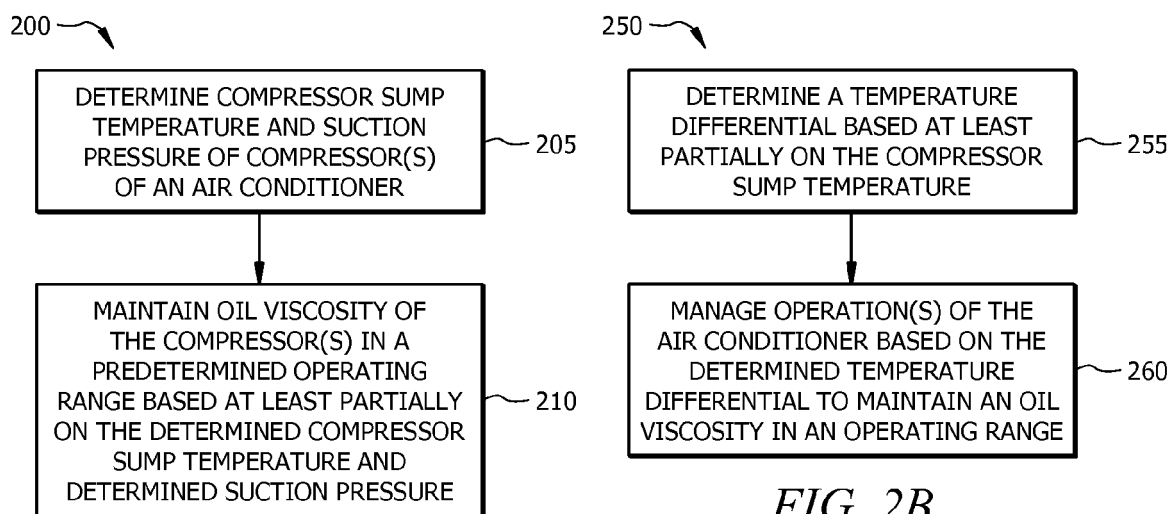 200
DETERMINE COMPRESSOR SUMP
TEMPERATURE AND SUCTION
PRESSURE OF COMPRESSOR(S)
OF AN AIR CONDITIONER
205
MAINTAIN OIL VISCOSITY OF
THE COMPRESSOR(S) IN A
PREDETERMINED OPERATING
RANGE BASED AT LEAST PARTIALLY
ON THE DETERMINED COMPRESSOR
SUMP TEMPERATURE AND
DETERMINED SUCTION PRESSURE
210
250
DETERMINE A TEMPERATURE
DIFFERENTIAL BASED AT LEAST
PARTIALLY ON THE COMPRESSOR
SUMP TEMPERATURE
255
MANAGE OPERATION(S) OF THE
AIR CONDITIONER BASED ON THE
DETERMINED TEMPERATURE
DIFFERENTIAL TO MAINTAIN AN OIL
VISCOSITY IN AN OPERATING RANGE
260
FIG. 2B